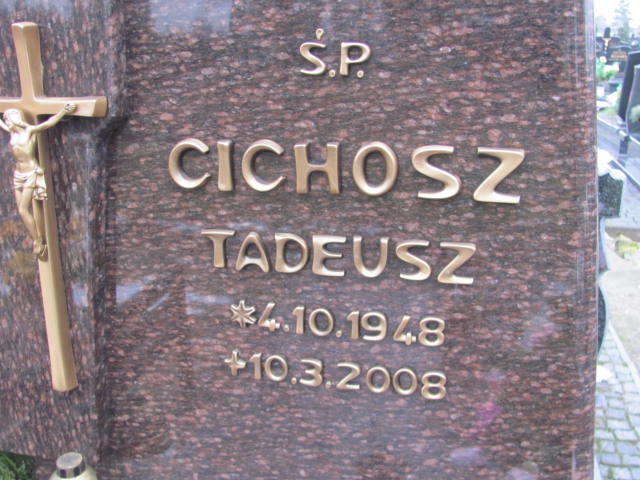 Ś.P.
CICHOSZ
TADEUSZ
*4.10.1948
+10.3.2008